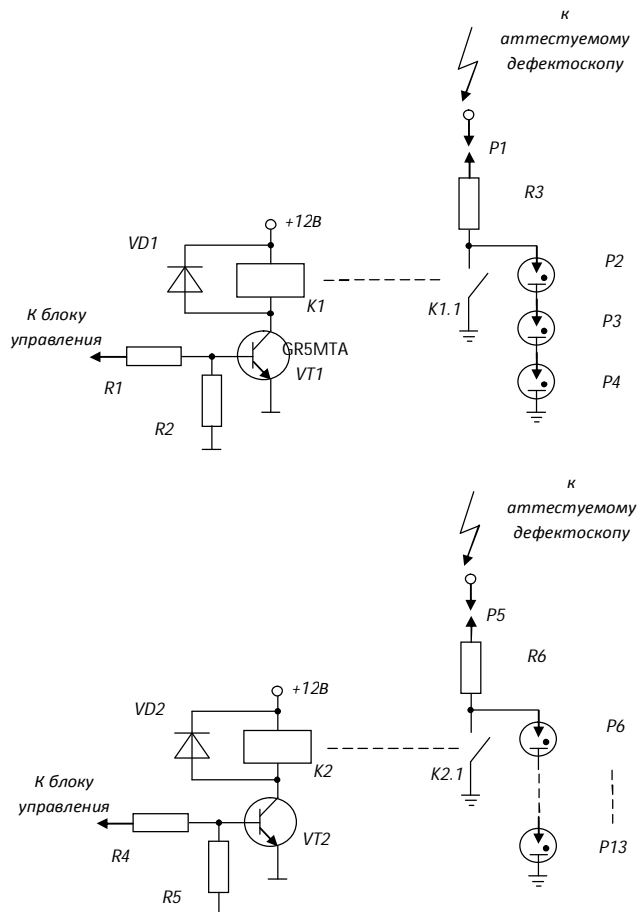 к
аттестуемому
дефектоскопу
P1
R3
+12В
VD1
K1
K1.1
P2
P3
P4
К блоку
управления
GR5MTA
VT1
R1
R2
к
аттестуемому
дефектоскопу
P5
R6
+12В
VD2
K2
K2.1
P6
P13
К блоку
управления
VT2
R4
R5